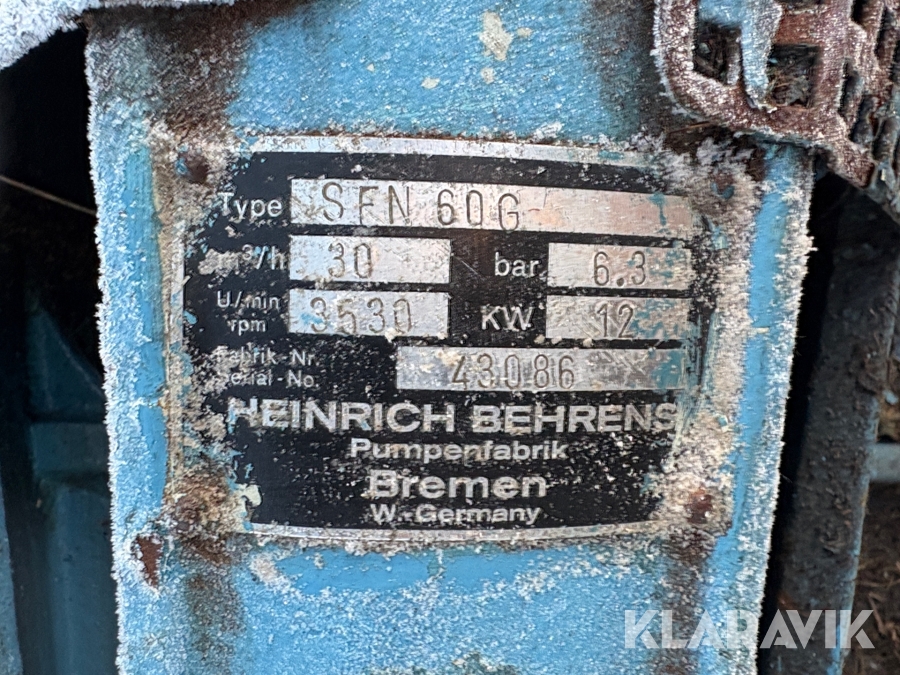 Type SFN 60G
m³/h 30 bar 6.3
U./min rpm 3530 KW 12
Fabrik-Nr. Serial-No. 43086
HEINRICH BEHRENS
Pumpenfabrik
Bremen
W.-Germany
KLARAVIK